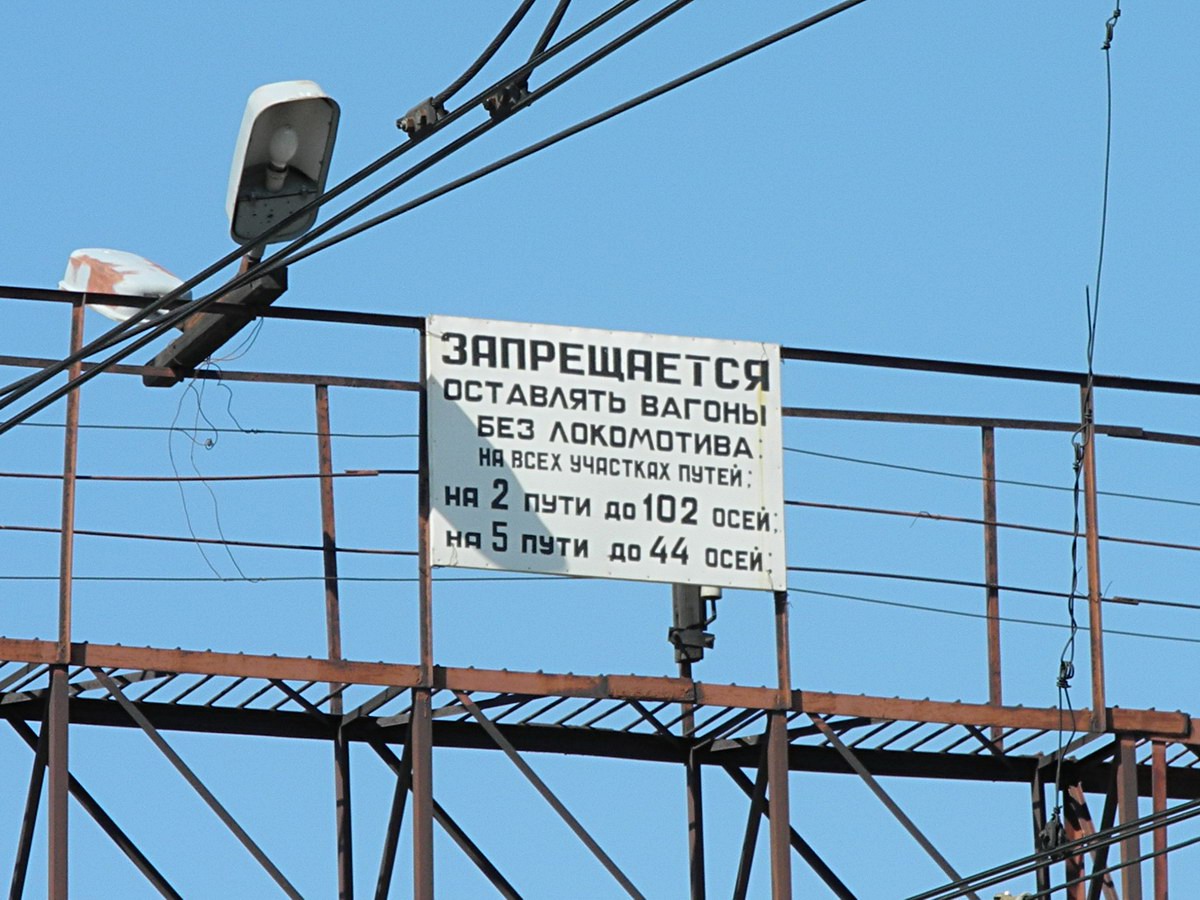 ЗАПРЕЩАЕТСЯ
ОСТАВЛЯТЬ ВАГОНЫ
БЕЗ ЛОКОМОТИВА:
НА ВСЕХ УЧАСТКАХ ПУТЕЙ;
НА 2 ПУТИ ДО 102 ОСЕЙ;
НА 5 ПУТИ ДО 44 ОСЕЙ;